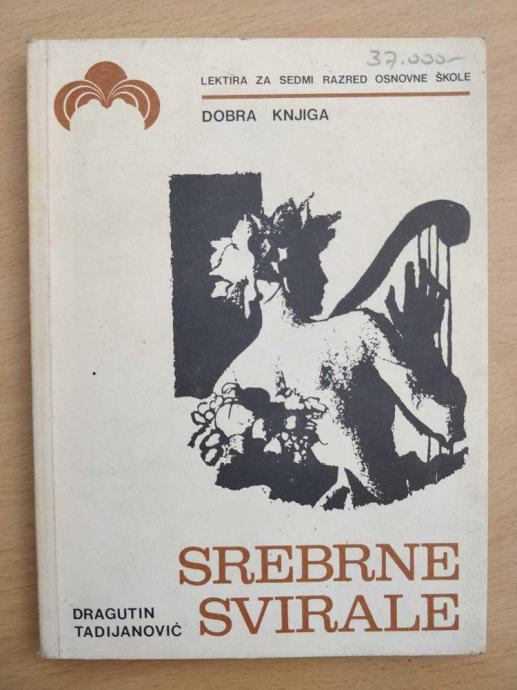 37.000-
LEKTIRA ZA SEDMI RAZRED OSNOVNE ŠKOLE
DOBRA KNJIGA
SREBRNE
SVIRALE
DRAGUTIN
TADIJANOVIĆ